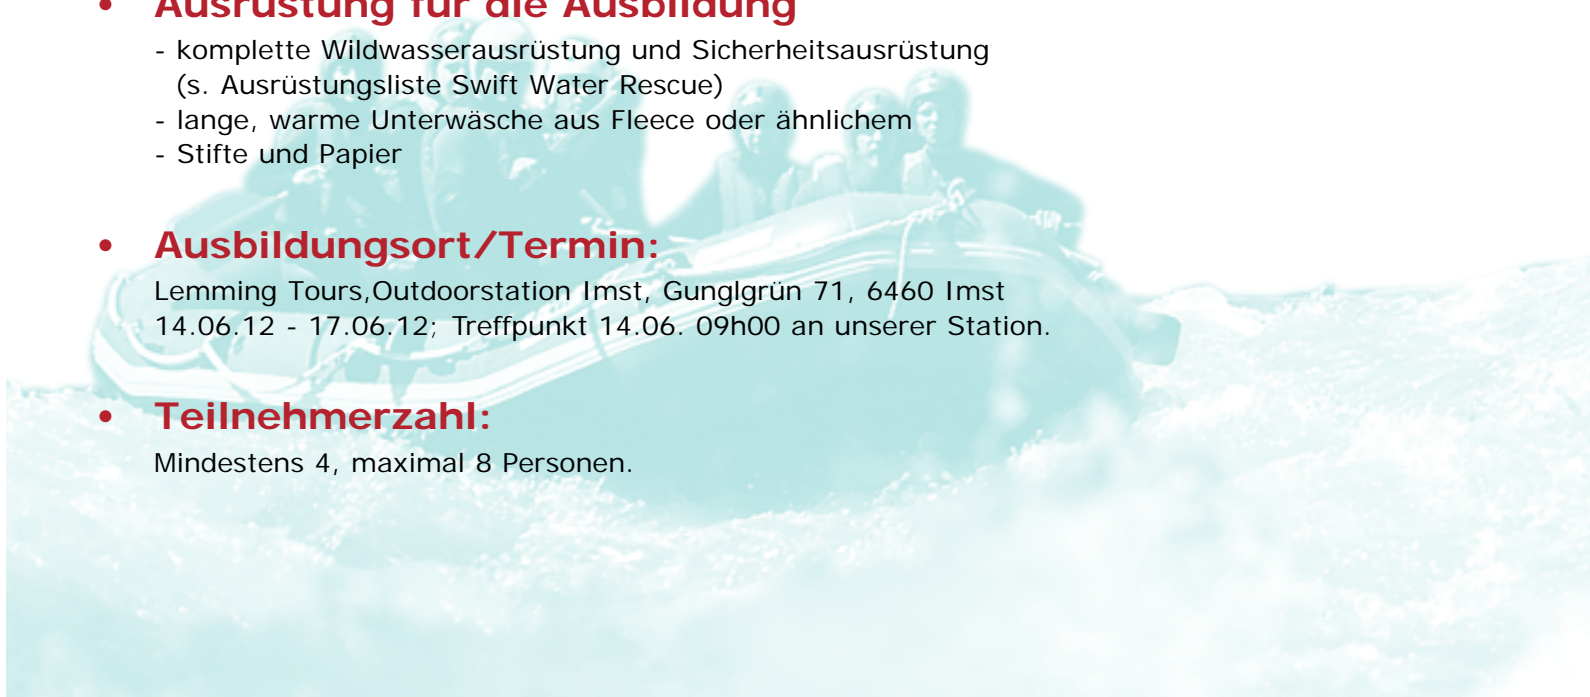 • Ausrüstung für die Ausbildung
- komplette Wildwasserausrüstung und Sicherheitsausrüstung
(s. Ausrüstungsliste Swift Water Rescue)
- lange, warme Unterwäsche aus Fleece oder ähnlichem
- Stifte und Papier
• Ausbildungsort/Termin:
Lemming Tours,Outdoorstation Imst, Gunglgrün 71, 6460 Imst
14.06.12 - 17.06.12; Treffpunkt 14.06. 09h00 an unserer Station.
• Teilnehmerzahl:
Mindestens 4, maximal 8 Personen.